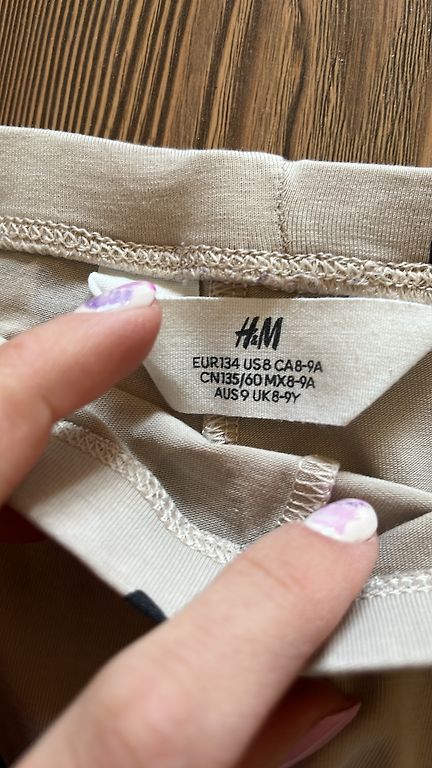 H&M
EUR134 US8 CA8-9A
CN135/60 MX8-9A
AUS9 UK8-9Y